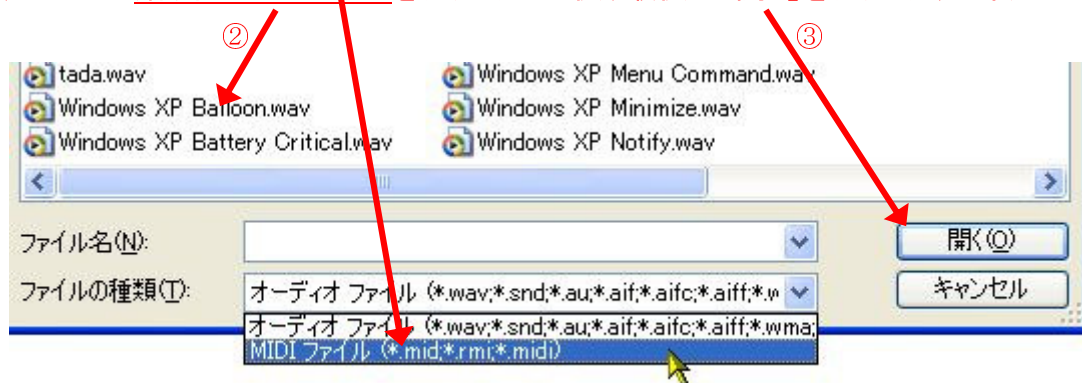 ② ③
tada.wav Windows XP Menu Command.wav
Windows XP Balloon.wav Windows XP Minimize.wav
Windows XP Battery Critical.wav Windows XP Notify.wav
ファイル名(N): 開く(O)
ファイルの種類(T): オーディオ ファイル (*.wav;*.snd;*.au;*.aif;*.aifc;*.aiff;*.w キャンセル
オーディオ ファイル (*.wav;*.snd;*.au;*.aif;*.aifc;*.aiff;*.wma;
MIDI ファイル (*.mid;*.rmi;*.midi)